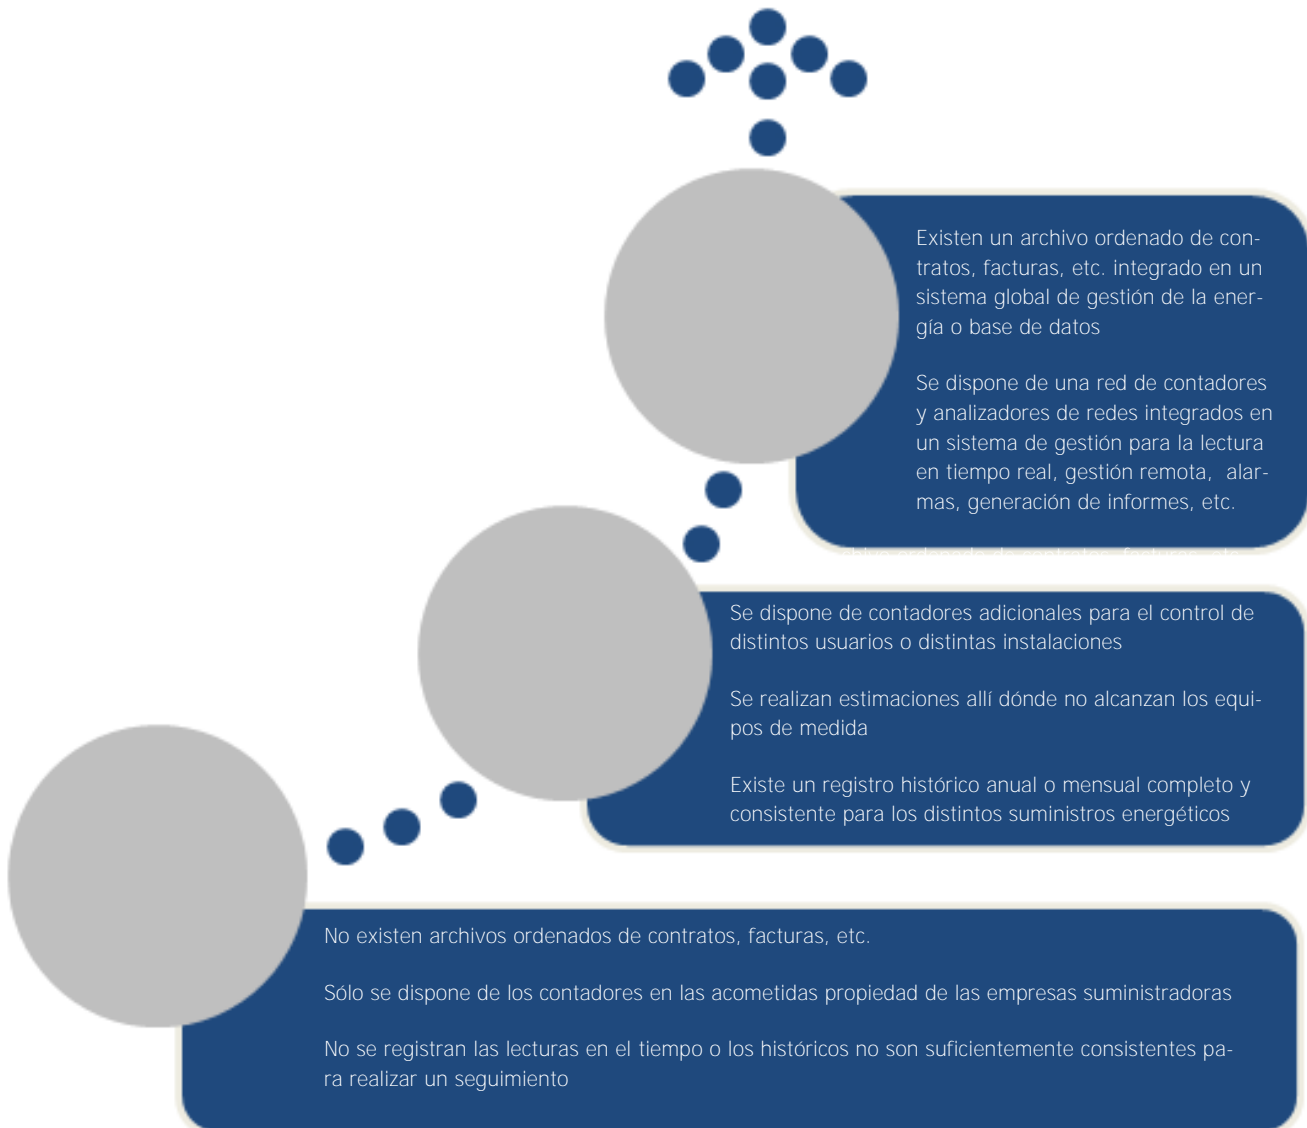 Existen un archivo ordenado de con-
tratos, facturas, etc. integrado en un
sistema global de gestión de la ener-
gía o base de datos
Se dispone de una red de contadores
y analizadores de redes integrados en
un sistema de gestión para la lectura
en tiempo real, gestión remota, alar-
mas, generación de informes, etc.
Se dispone de contadores adicionales para el control de
distintos usuarios o distintas instalaciones
Se realizan estimaciones allí dónde no alcanzan los equi-
pos de medida
Existe un registro histórico anual o mensual completo y
consistente para los distintos suministros energéticos
No existen archivos ordenados de contratos, facturas, etc.
Sólo se dispone de los contadores en las acometidas propiedad de las empresas suministradoras
No se registran las lecturas en el tiempo o los históricos no son suficientemente consistentes pa-
ra realizar un seguimiento